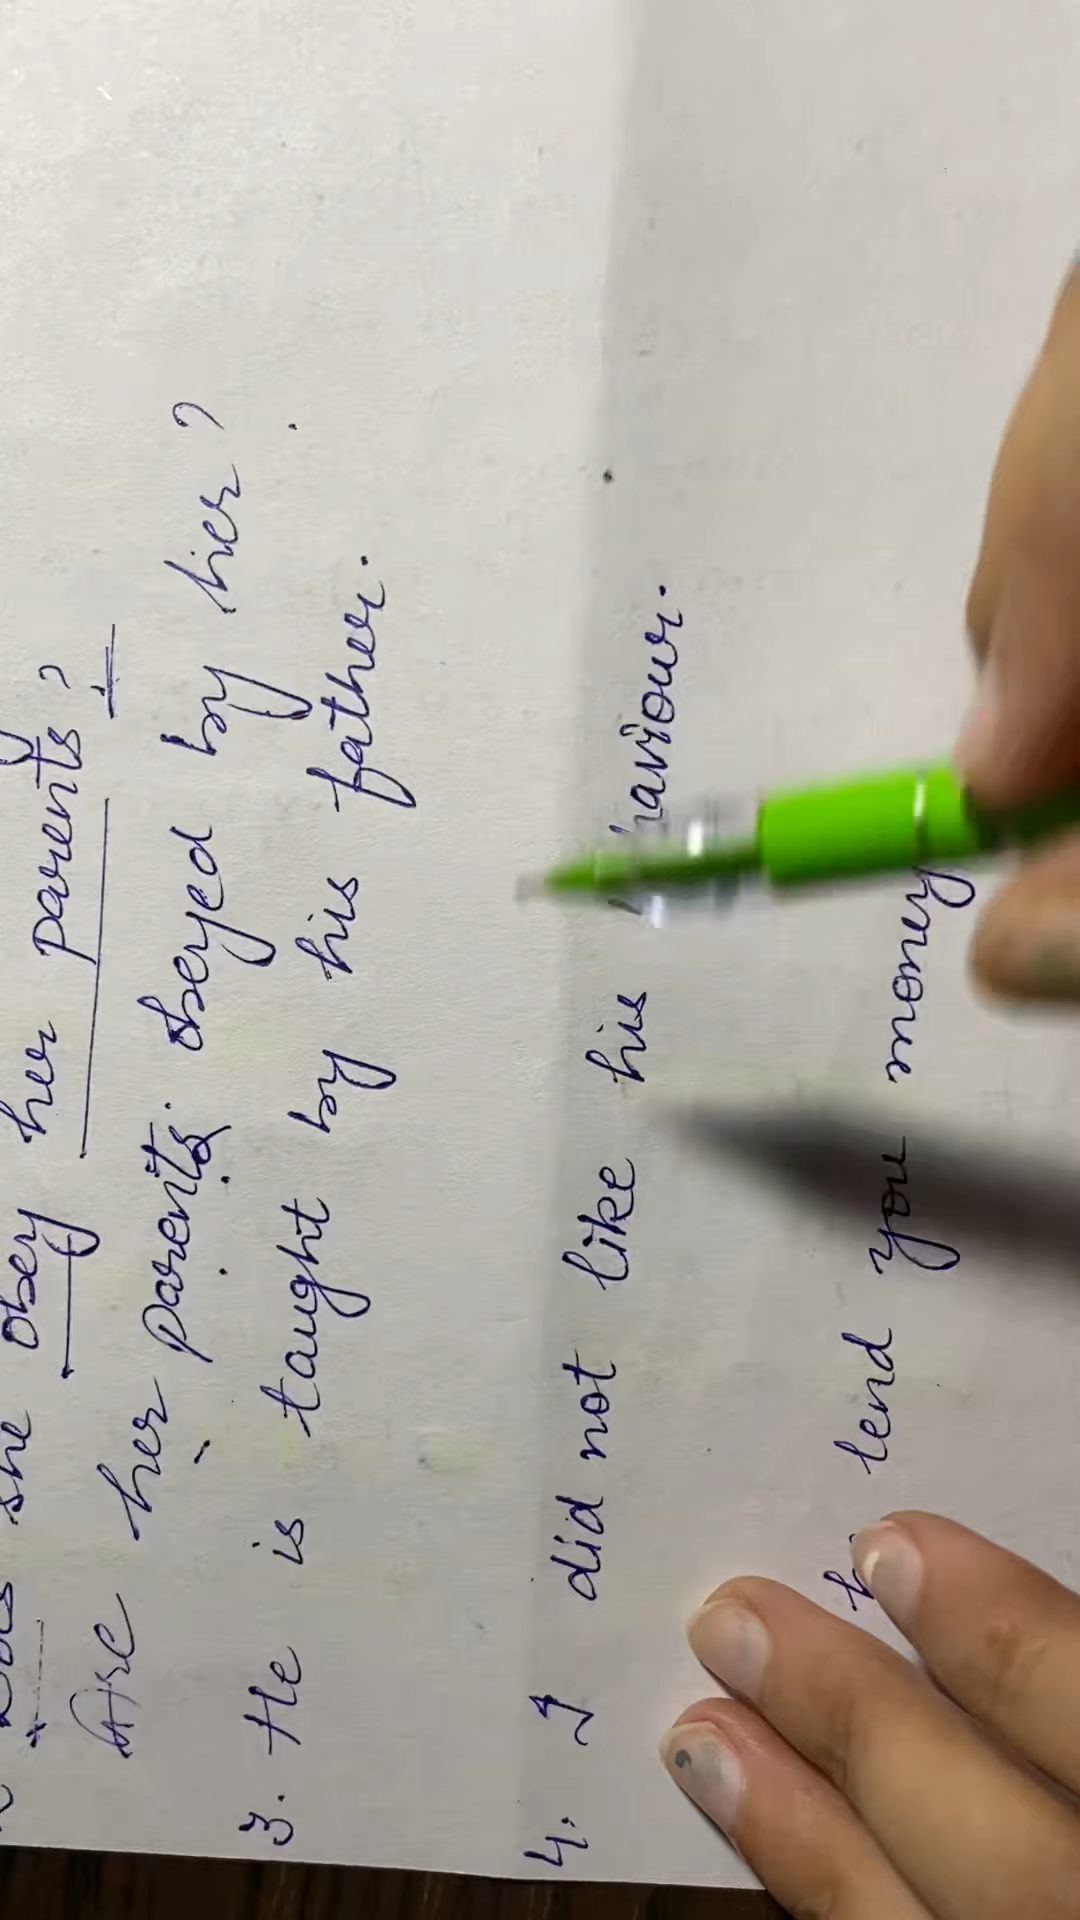 she obey her parents?
Are her parents obeyed by her?
3. He is taught by his father.
4. I did not like his haviour.
lend you money